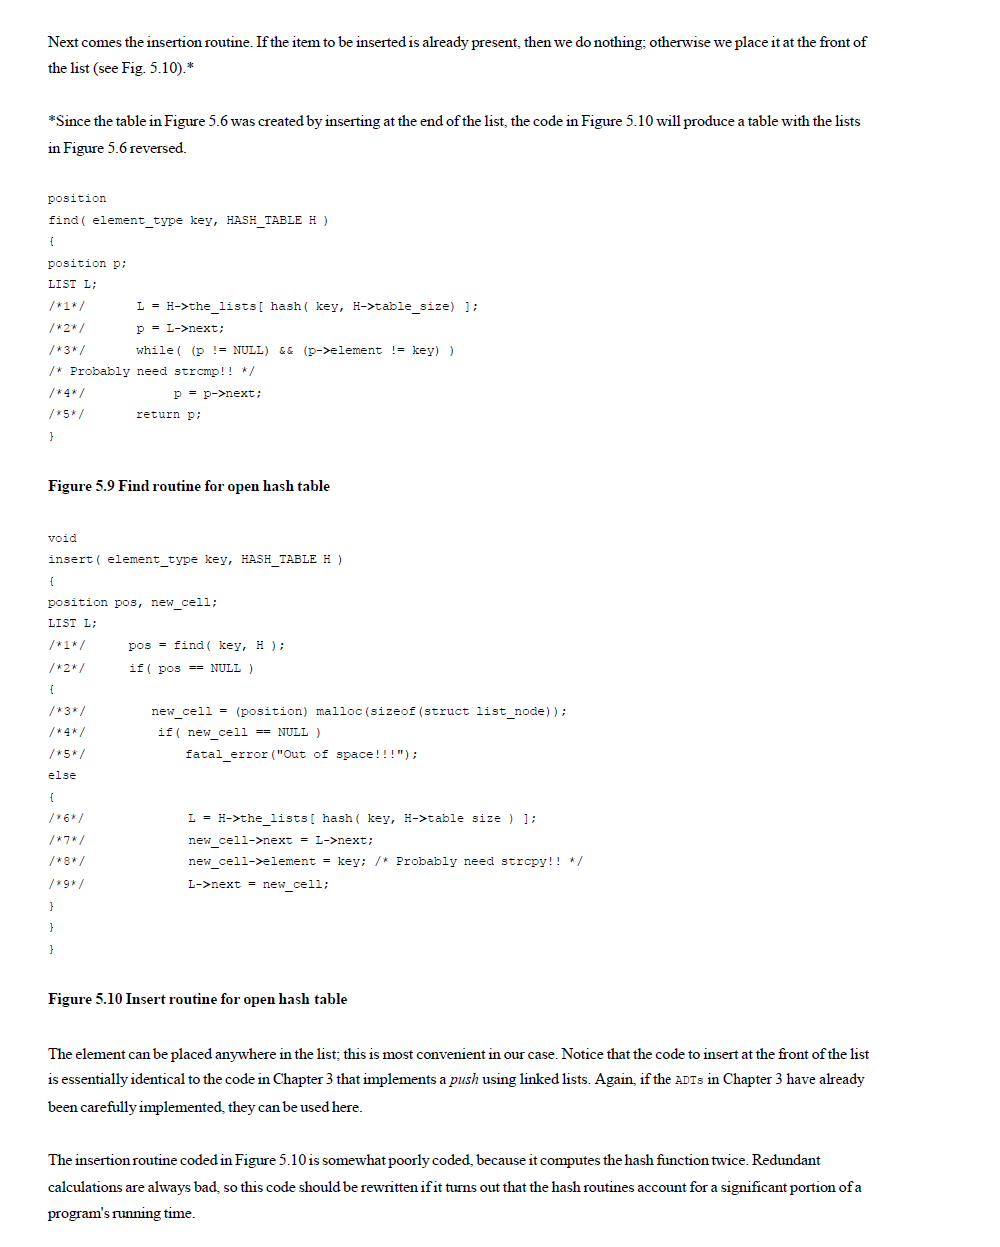 Next comes the insertion routine. If the item to be inserted is already present, then we do nothing; otherwise we place it at the front of
the list (see Fig. 5.10).*
*Since the table in Figure 5.6 was created by inserting at the end of the list, the code in Figure 5.10 will produce a table with the lists
in Figure 5.6 reversed.
position
find( element_type key, HASH_TABLE H )
{
position p;
LIST L;
/*1*/ L = H->the_lists[ hash( key, H->table_size) ];
/*2*/ p = L->next;
/*3*/ while( (p != NULL) && (p->element != key) )
/* Probably need strcmp!! */
/*4*/ p = p->next;
/*5*/ return p;
}
Figure 5.9 Find routine for open hash table
void
insert( element_type key, HASH_TABLE H )
{
position pos, new_cell;
LIST L;
/*1*/ pos = find( key, H );
/*2*/ if( pos == NULL )
{
/*3*/ new_cell = (position) malloc(sizeof(struct list_node));
/*4*/ if( new_cell == NULL )
/*5*/ fatal_error("Out of space!!!");
else
{
/*6*/ L = H->the_lists[ hash( key, H->table size ) ];
/*7*/ new_cell->next = L->next;
/*8*/ new_cell->element = key; /* Probably need strcpy!! */
/*9*/ L->next = new_cell;
}
}
}
Figure 5.10 Insert routine for open hash table
The element can be placed anywhere in the list; this is most convenient in our case. Notice that the code to insert at the front of the list
is essentially identical to the code in Chapter 3 that implements a push using linked lists. Again, if the ADTs in Chapter 3 have already
been carefully implemented, they can be used here.
The insertion routine coded in Figure 5.10 is somewhat poorly coded, because it computes the hash function twice. Redundant
calculations are always bad, so this code should be rewritten if it turns out that the hash routines account for a significant portion of a
program's running time.